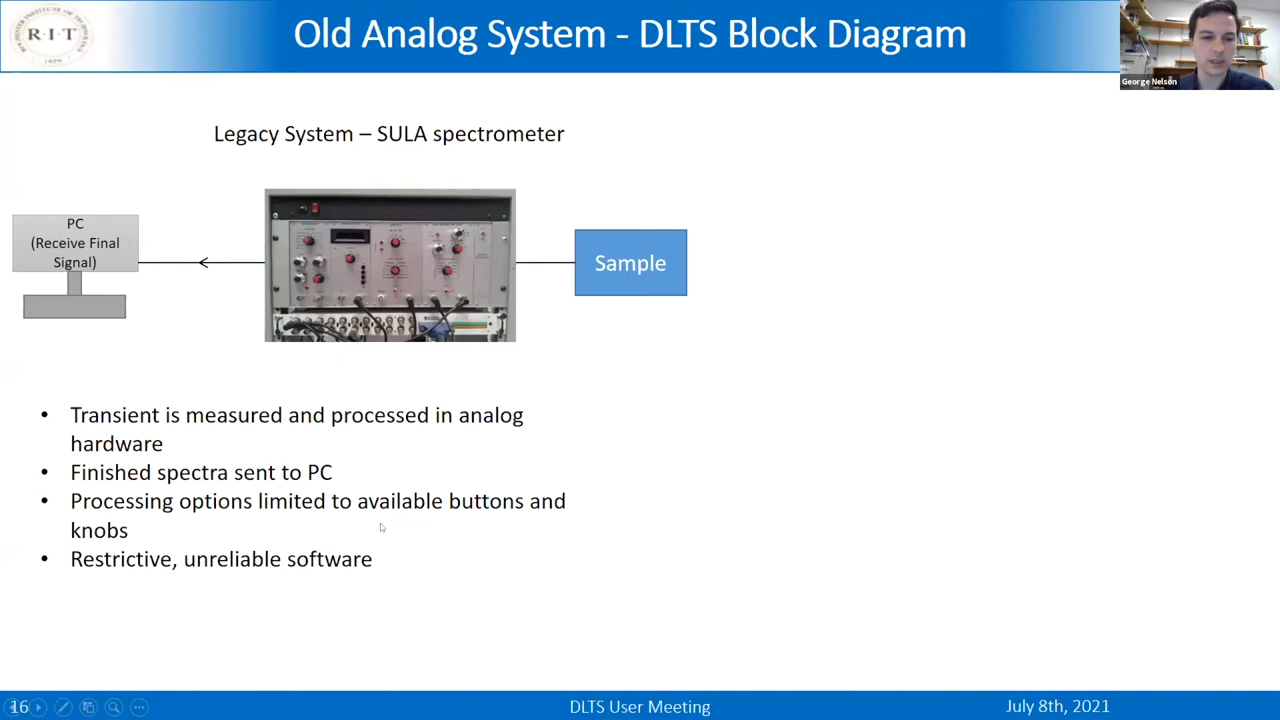 R·I·T
Old Analog System - DLTS Block Diagram
George Nelson
Legacy System – SULA spectrometer
PC
(Receive Final
Signal)
Sample
• Transient is measured and processed in analog
hardware
• Finished spectra sent to PC
• Processing options limited to available buttons and
knobs
• Restrictive, unreliable software
16
DLTS User Meeting
July 8th, 2021